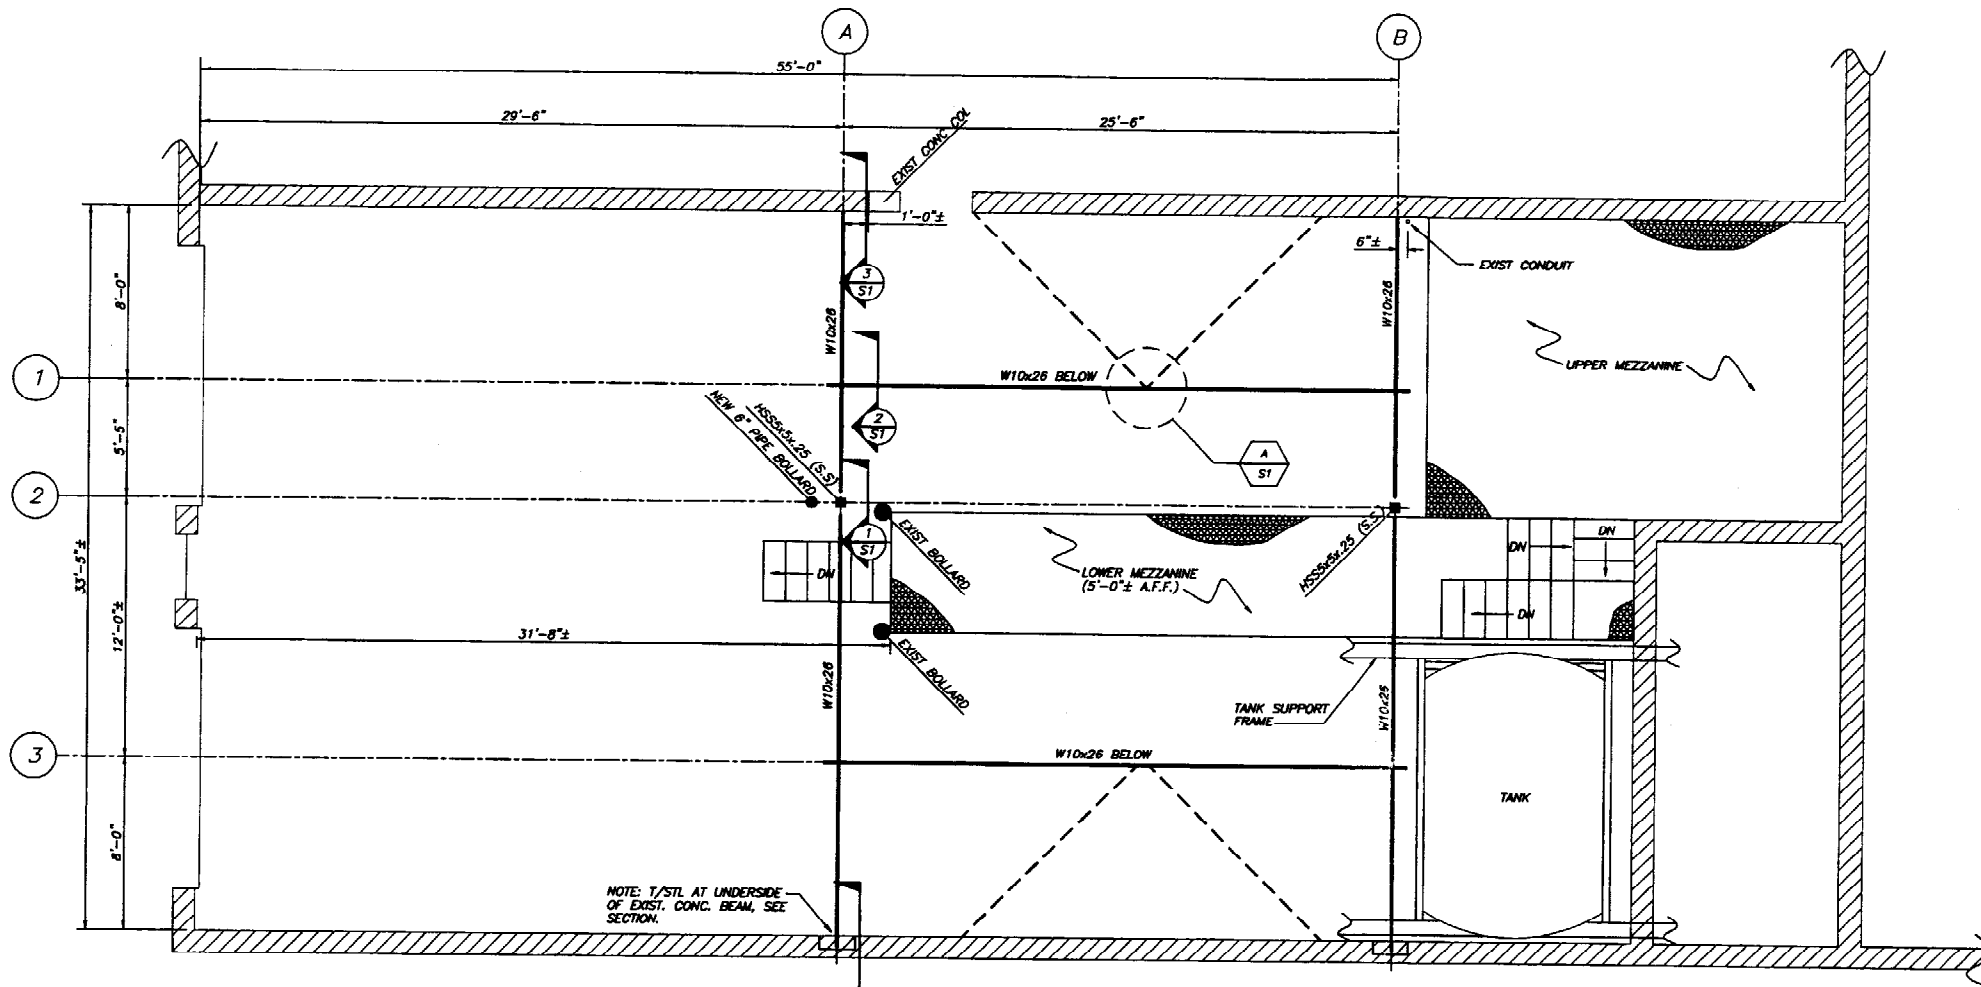 A
B
55'-0"
29'-6"
25'-6"
EXIST CONC COL
1'-0"±
6"±
EXIST CONDUIT
3
S1
8'-0"
W10x26
W10x26
UPPER MEZZANINE
1
W10x26 BELOW
HSS5x5x.25 (S.S)
NEW 6" PIPE BOLLARD
2
S1
5'-5"
A
S1
2
1
S1
EXIST BOLLARD
HSS5x5x.25 (S.S.)
DN
DN
DN
33'-5"±
DN
LOWER MEZZANINE
(5'-0"± A.F.F.)
12'-0"±
31'-8"±
EXIST BOLLARD
W10x26
W10x25
TANK SUPPORT
FRAME
3
W10x26 BELOW
TANK
8'-0"
NOTE: T/STL AT UNDERSIDE
OF EXIST. CONC. BEAM, SEE
SECTION.